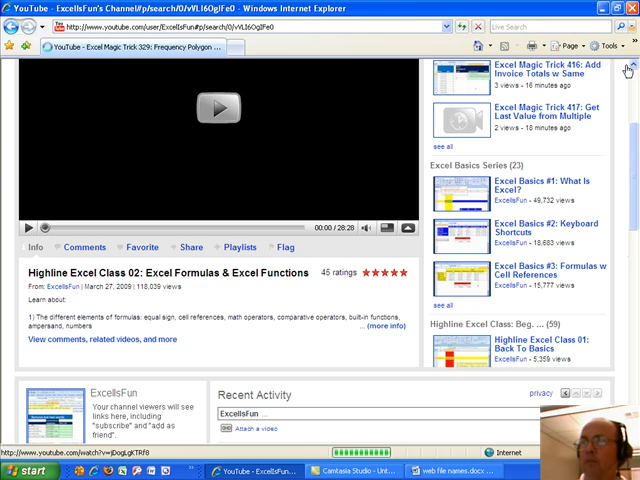 YouTube - ExcelIsFun's Channel#p/search/0/vVLI6OgIFe0 - Windows Internet Explorer
http://www.youtube.com/user/ExcelIsFun#p/search/0/vVLI6OgIFe0
YouTube - Excel Magic Trick 329: Frequency Polygon ...
Page
Tools
Excel Magic Trick 416: Add
Invoice Totals w Same
3 views - 16 minutes ago
Excel Magic Trick 417: Get
Last Value from Multiple
2 views - 18 minutes ago
see all
Excel Basics Series (23)
Excel Basics #1: What Is
Excel?
ExcelIsFun - 49,732 views
Excel Basics #2: Keyboard
Shortcuts
ExcelIsFun - 18,683 views
Excel Basics #3: Formulas w
Cell References
ExcelIsFun - 15,777 views
see all
Highline Excel Class: Beg. ... (59)
Highline Excel Class 01:
Back To Basics
ExcelIsFun - 5,359 views
00:00 / 28:28
Info Comments Favorite Share Playlists Flag
Highline Excel Class 02: Excel Formulas & Excel Functions
45 ratings
From: ExcelIsFun | March 27, 2009 | 118,039 views
Learn about:
1) The different elements of formulas: equal sign, cell references, math operators, comparative operators, built-in functions,
ampersand, numbers
... (more info)
View comments, related videos, and more
ExcelIsFun
Your channel viewers will see
links here, including
"subscribe" and "add as
friend".
Recent Activity
privacy
ExcelIsFun ...
Attach a video
http://www.youtube.com/watch?v=jDogLgKTRf8
Internet
start
YouTube - ExcelIsFun...
Camtasia Studio - Unt...
web file names.docx ...